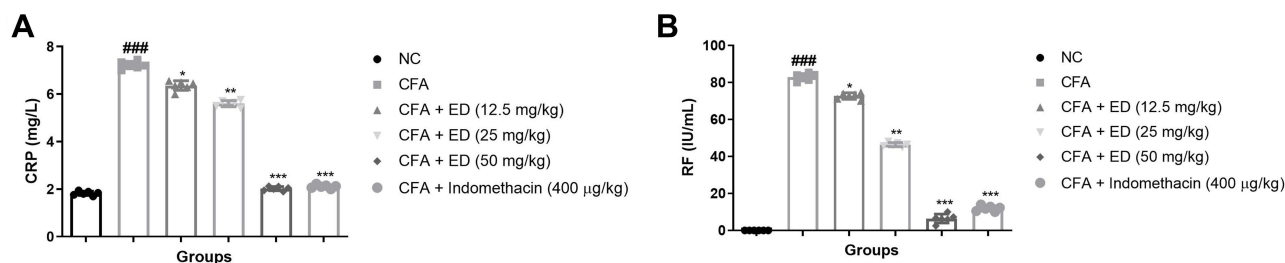 A
CRP (mg/L)
8
6
4
2
0
###
*
**
***
***
Groups
NC
CFA
CFA + ED (12.5 mg/kg)
CFA + ED (25 mg/kg)
CFA + ED (50 mg/kg)
CFA + Indomethacin (400 μg/kg)
B
RF (IU/mL)
100
80
60
40
20
0
###
*
**
***
***
Groups
NC
CFA
CFA + ED (12.5 mg/kg)
CFA + ED (25 mg/kg)
CFA + ED (50 mg/kg)
CFA + Indomethacin (400 μg/kg)